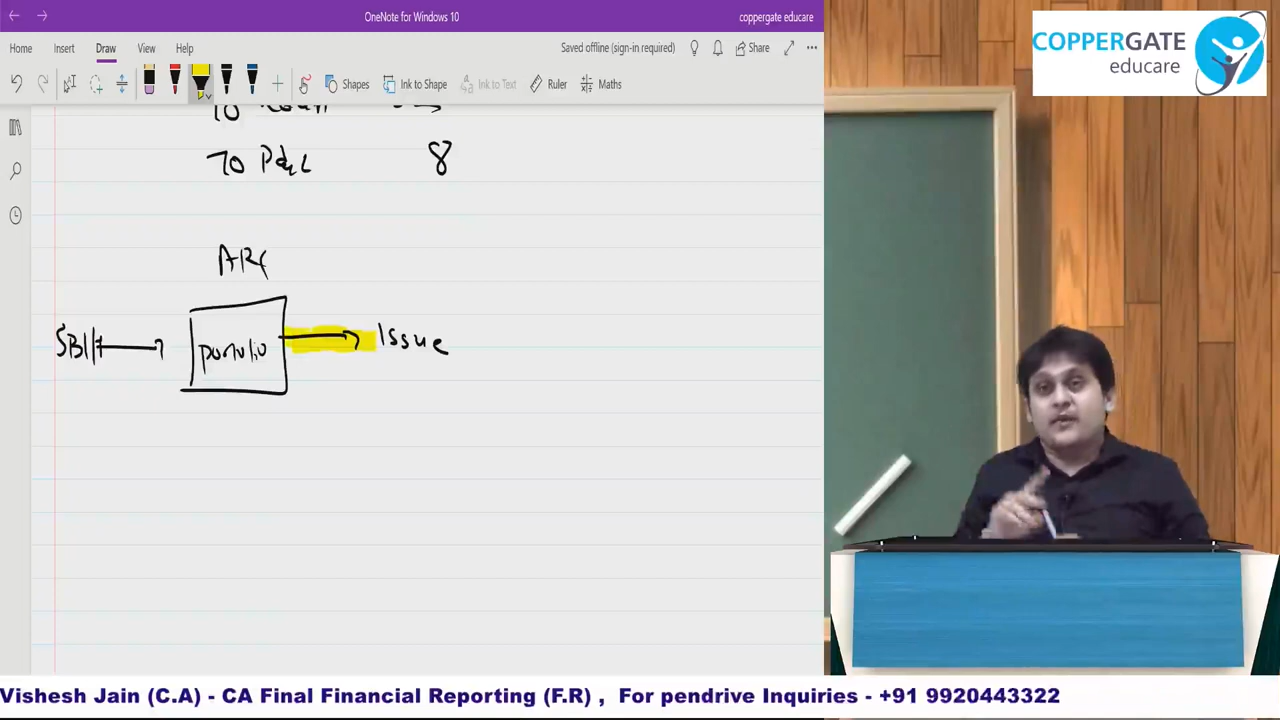 OneNote for Windows 10
coppergate educare
Home Insert Draw View Help
Saved offline (sign-in required)
Share
Shapes
Ink to Shape
Ink to Text
Ruler
Maths
COPPERGATE
educare
10
70
8
ARC
SBI
Issue
Vishesh Jain (C.A) - CA Final Financial Reporting (F.R) , For pendrive Inquiries - +91 9920443322